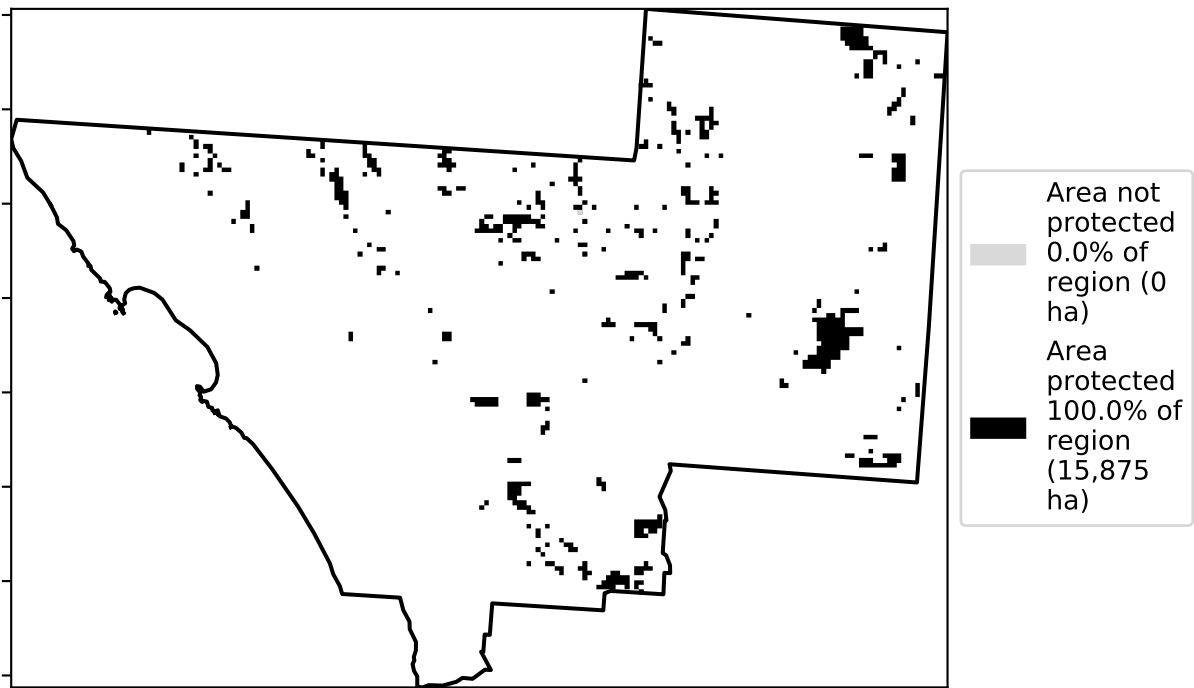 Area not
protected
0.0% of
region (0
ha)
Area
protected
100.0% of
region
(15,875
ha)